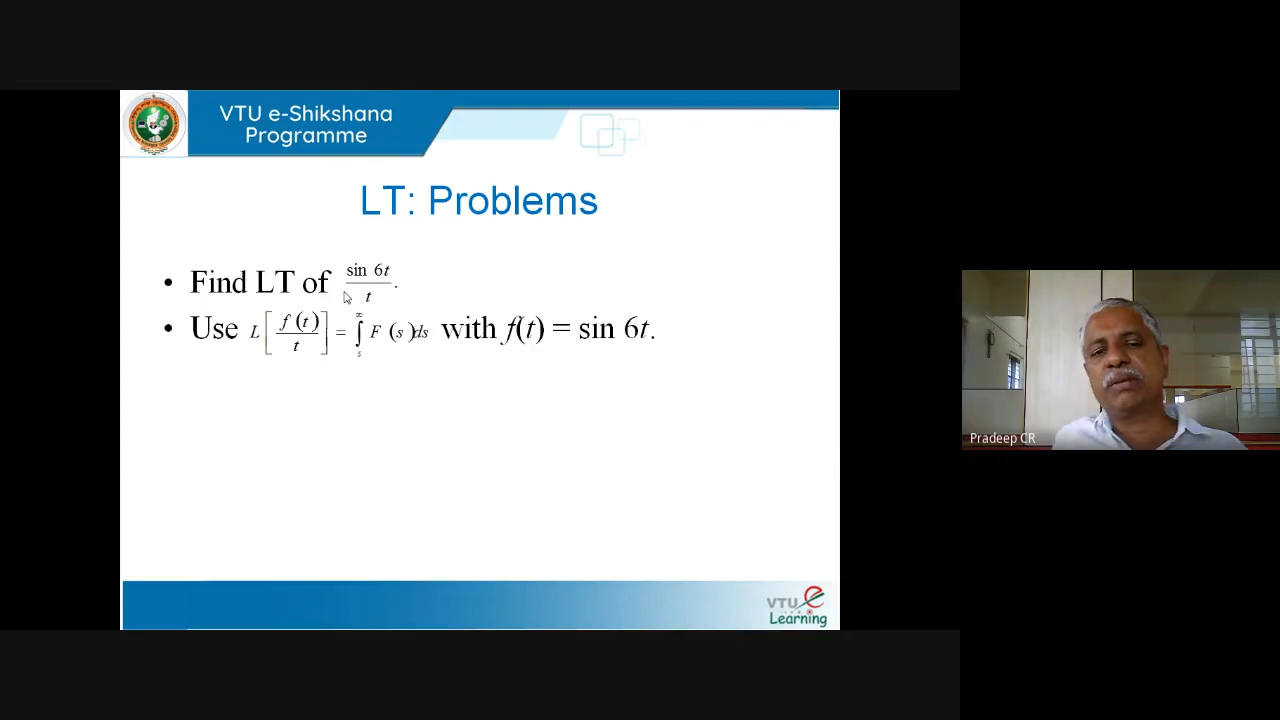 VTU e-Shikshana
Programme
LT: Problems
• Find LT of sin 6t / t .
• Use L[ f(t) / t ] = ∫_s^∞ F(s)ds with f(t) = sin 6t.
Pradeep CR
VTU e
Learning